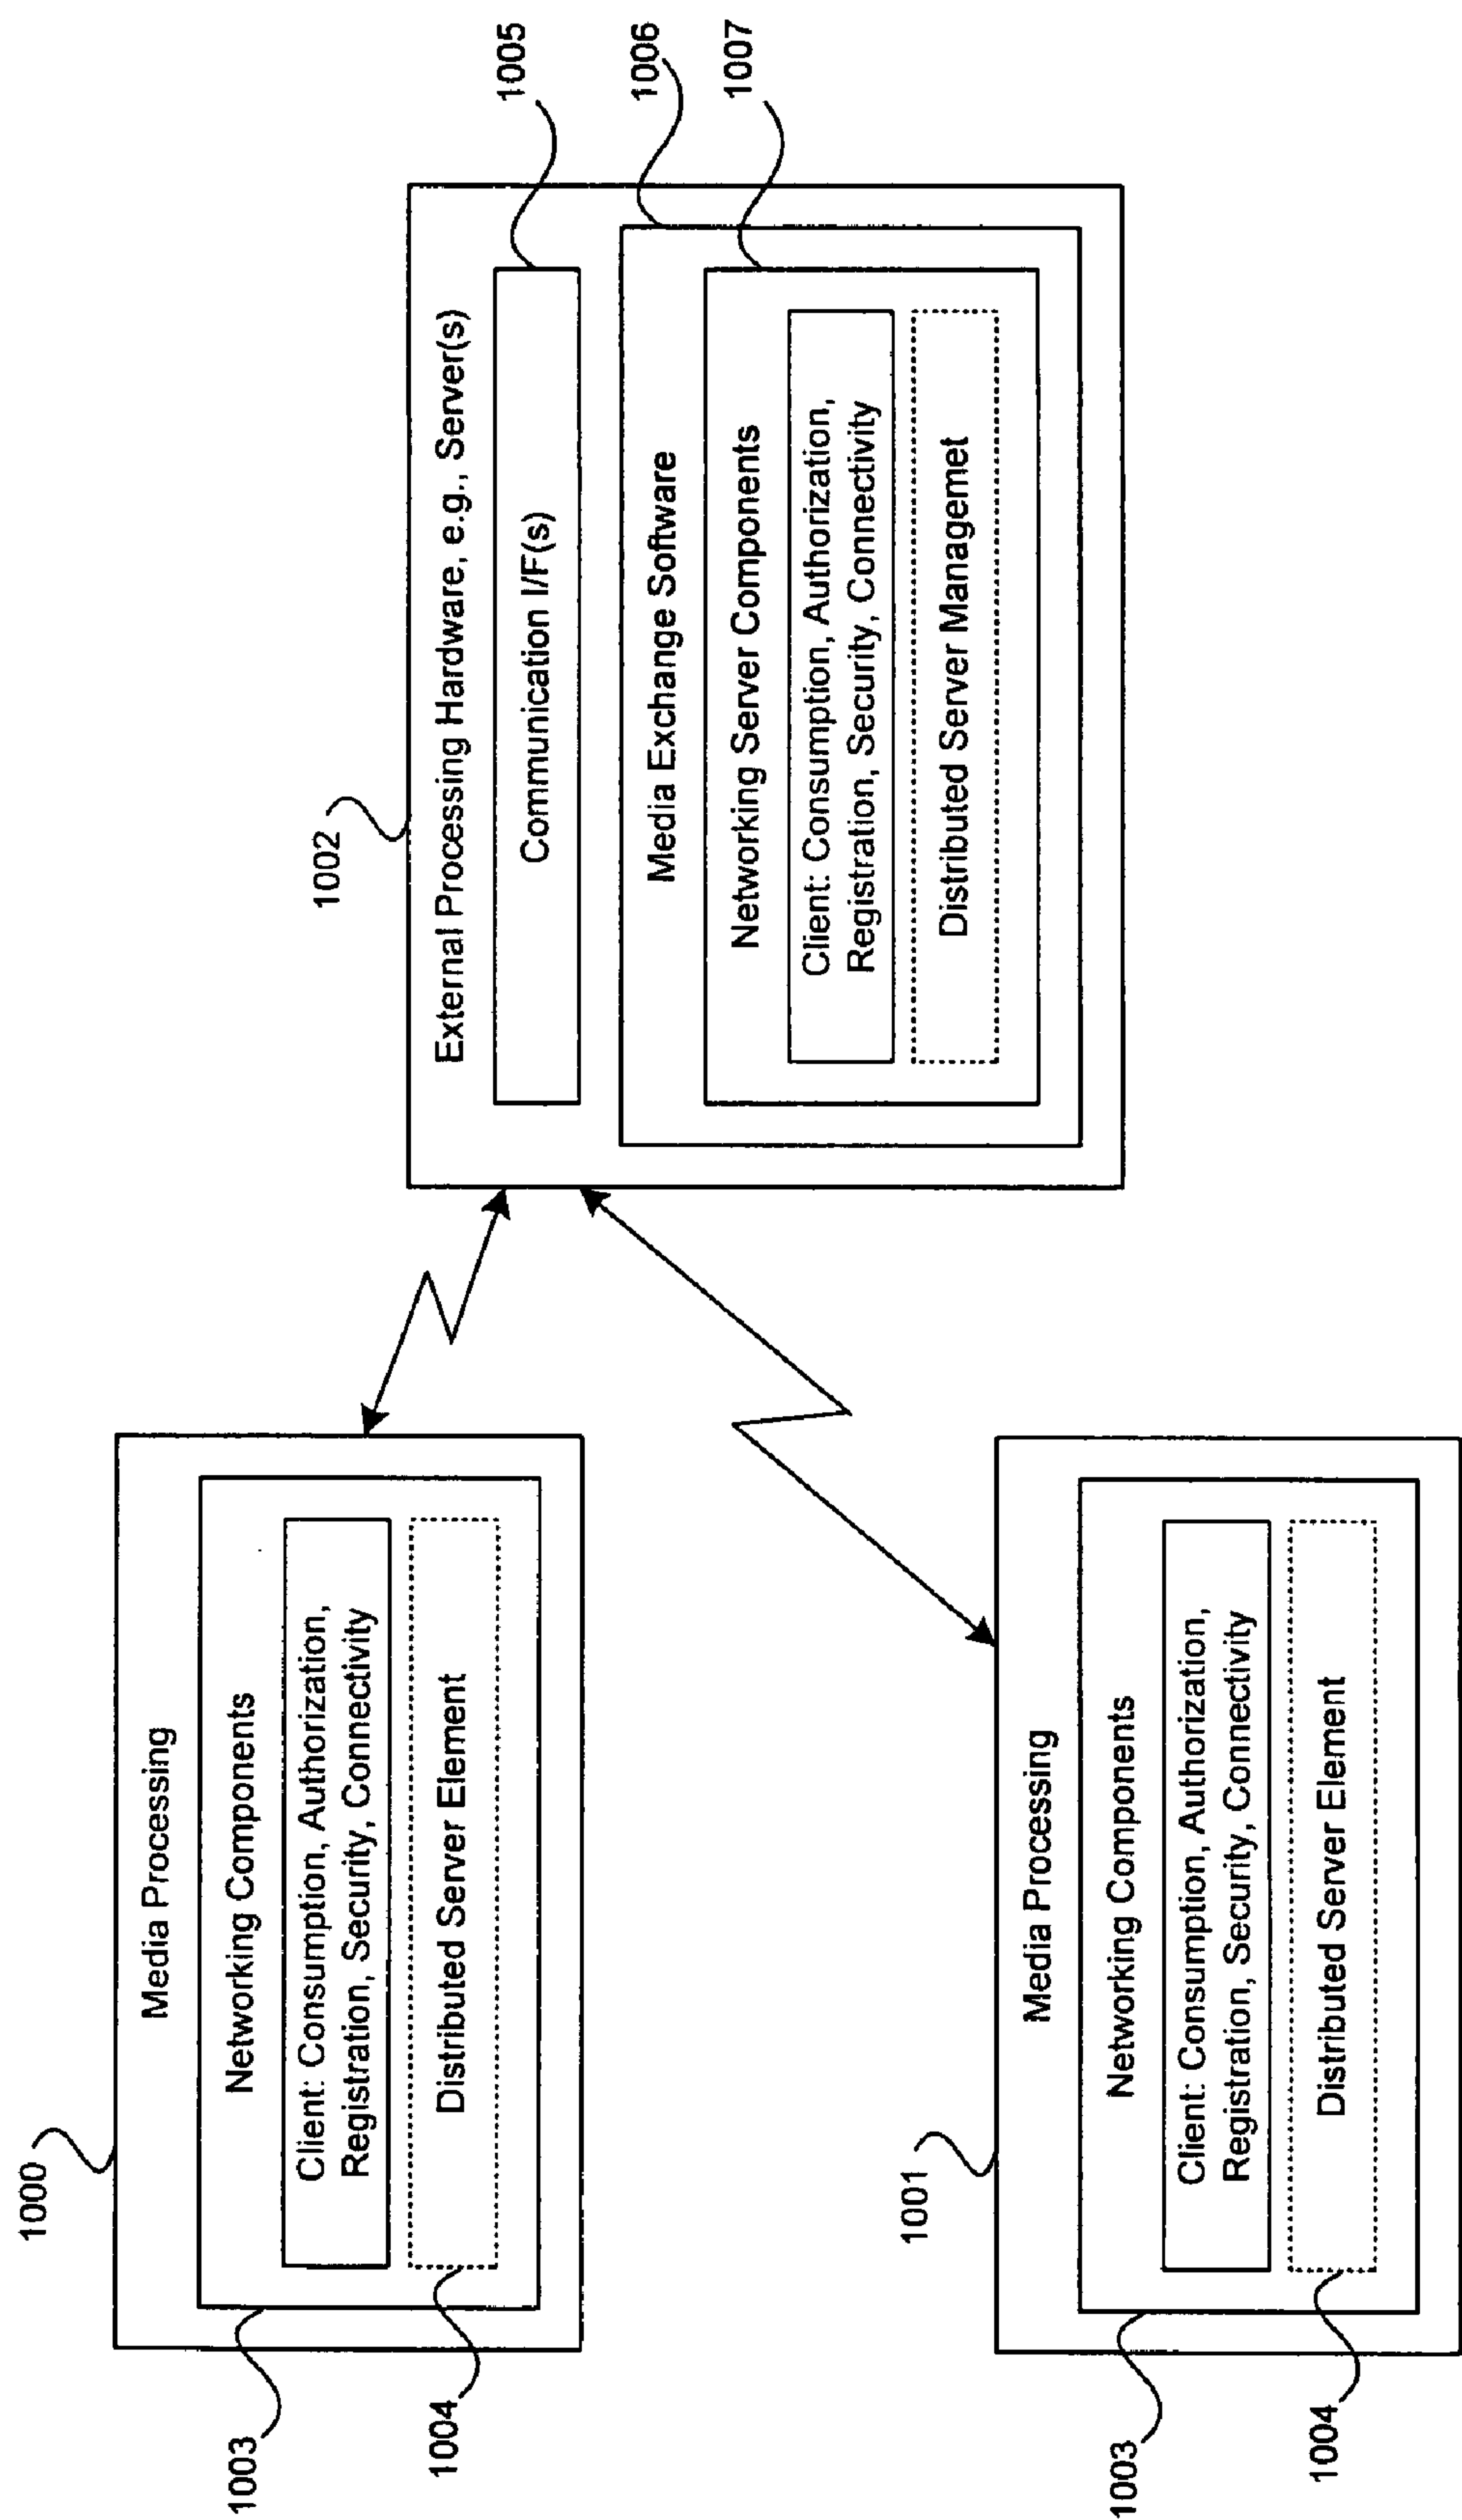 1000
Media Processing
Networking Components
Client: Consumption, Authorization,
Registration, Security, Connectivity
Distributed Server Element
1003
1004
1002
External Processing Hardware, e.g., Server(s)
Communication I/F(s)
Media Exchange Software
Networking Server Components
Client: Consumption, Authorization,
Registration, Security, Connectivity
Distributed Server Managemet
1005
1006
1007
1001
Media Processing
Networking Components
Client: Consumption, Authorization,
Registration, Security, Connectivity
Distributed Server Element
1003
1004